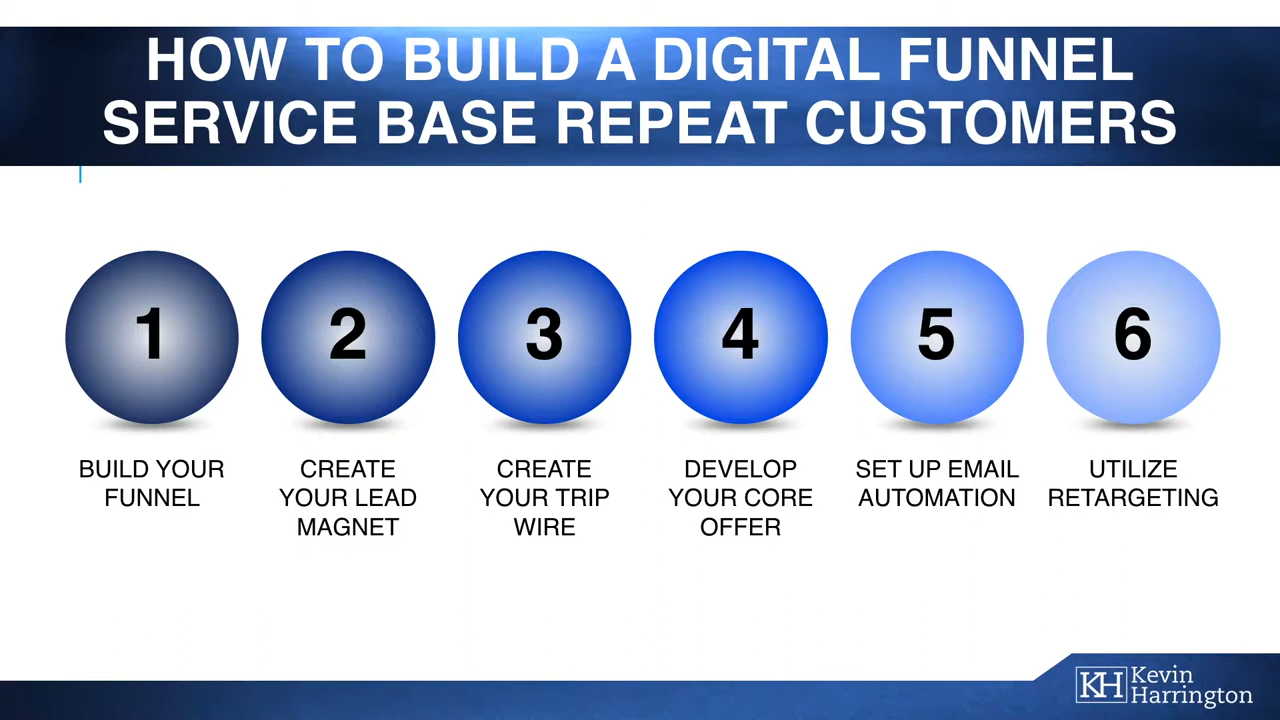 HOW TO BUILD A DIGITAL FUNNEL
SERVICE BASE REPEAT CUSTOMERS
1
2
3
4
5
6
BUILD YOUR
FUNNEL
CREATE
YOUR LEAD
MAGNET
CREATE
YOUR TRIP
WIRE
DEVELOP
YOUR CORE
OFFER
SET UP EMAIL
AUTOMATION
UTILIZE
RETARGETING
KH
Kevin
Harrington